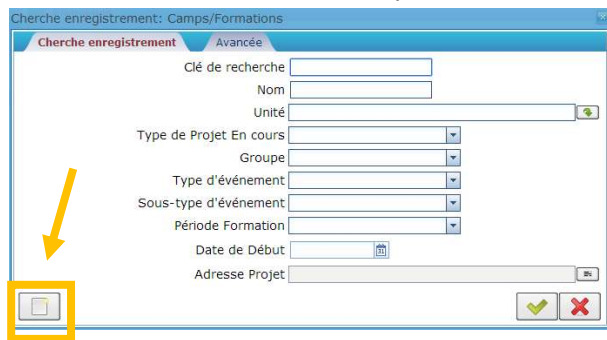 Cherche enregistrement: Camps/Formations
Cherche enregistrement Avancée
Clé de recherche
Nom
Unité
Type de Projet En cours
Groupe
Type d'événement
Sous-type d'événement
Période Formation
Date de Début
Adresse Projet